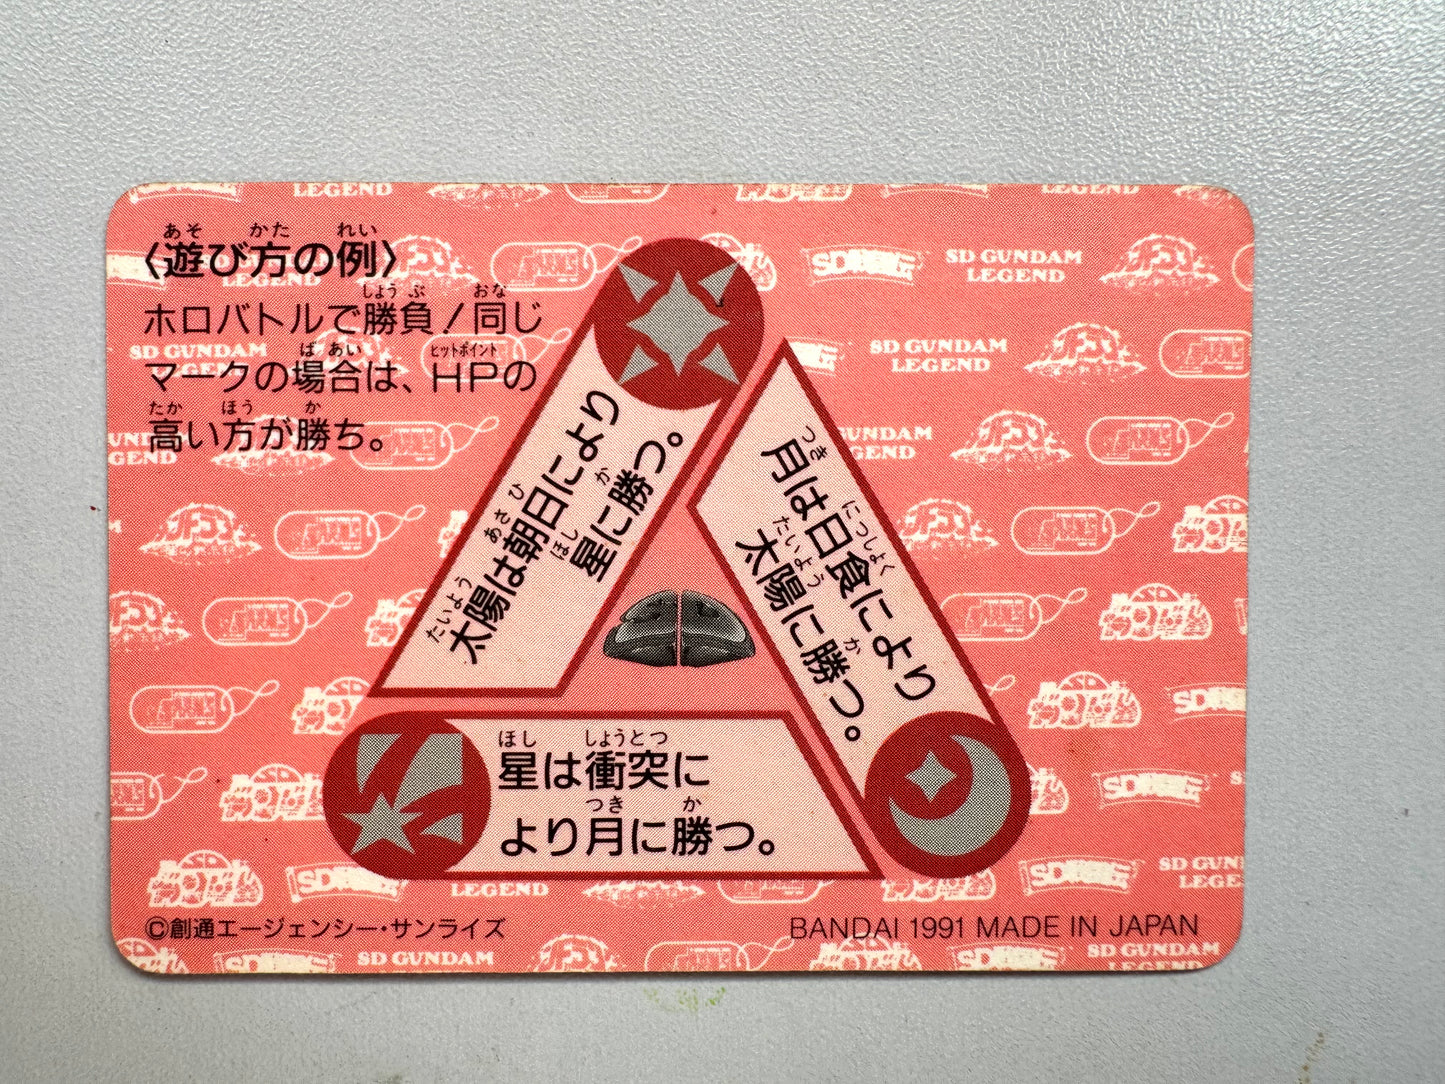 〈遊び方の例〉
ホロバトルで勝負!同じ
マークの場合は、HPの
高い方が勝ち。
太陽は朝日により
星に勝つ。
月は日食により
太陽に勝つ。
星は衝突に
より月に勝つ。
©創通エージェンシー・サンライズ
BANDAI 1991 MADE IN JAPAN
SD GUNDAM
LEGEND